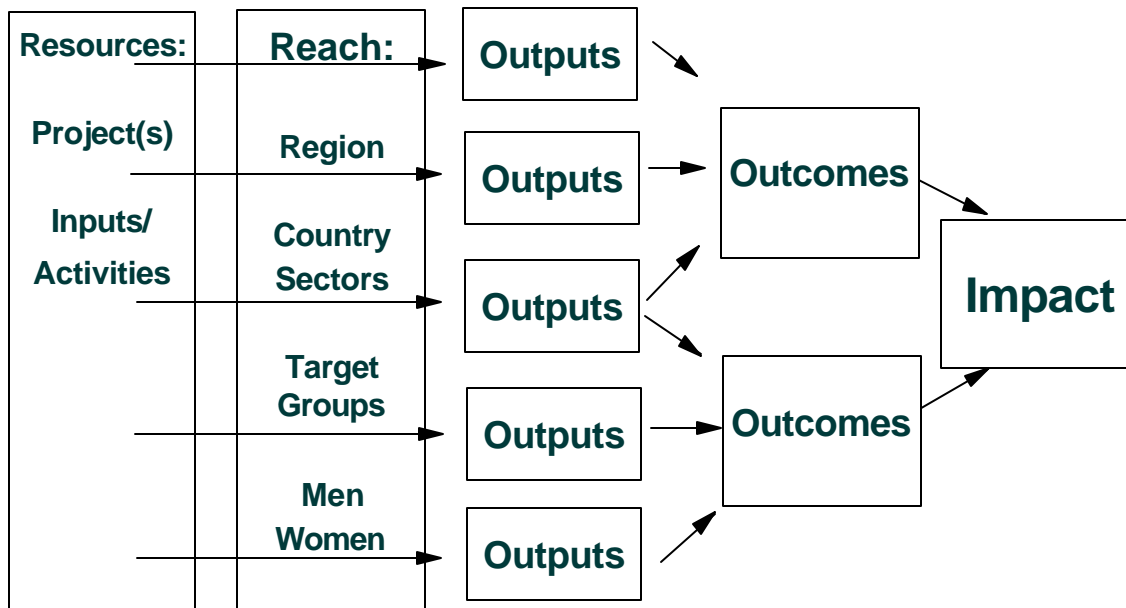 Resources:
Project(s)
Inputs/
Activities
Reach:
Region
Country
Sectors
Target
Groups
Men
Women
Outputs
Outputs
Outputs
Outputs
Outputs
Outcomes
Outcomes
Impact